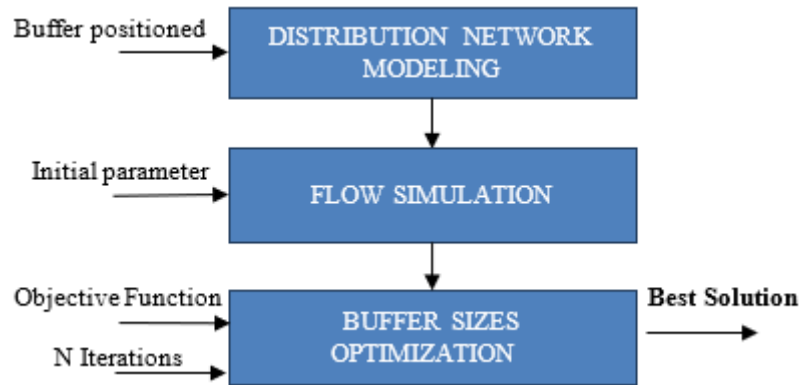 Buffer positioned
DISTRIBUTION NETWORK
MODELING
Initial parameter
FLOW SIMULATION
Objective Function
N Iterations
BUFFER SIZES
OPTIMIZATION
Best Solution